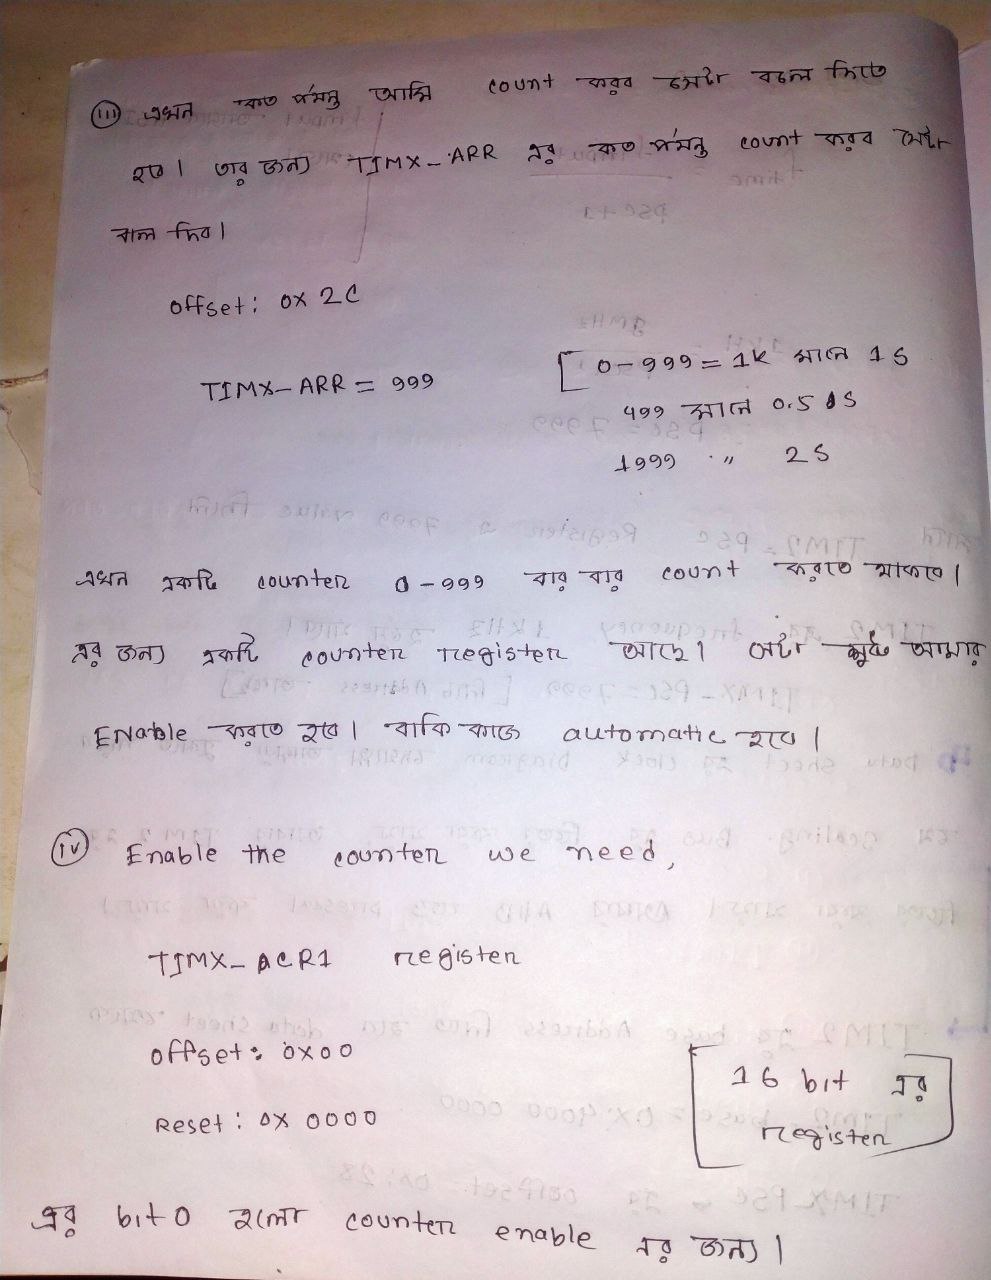 (iii) এখন কত পর্যন্ত আমি count করব সেটা বলে দিতে
হবে। তার জন্য TIMX_ARR এর কত পর্যন্ত count করব সেটা
বলে দিব।
offset: 0x 2C
TIMX_ARR = 999
[0-999 = 1k মানে 1s
499 মানে 0.5 s
1999 " 2s
এখন একটি counter 0-999 বার বার count করতে থাকবে।
এর জন্য একটি counter register আছে। সেটা আমার
Enable করতে হবে। বাকি কাজ automatic হবে।
(iv) Enable the counter we need,
TIMX_CR1 register
offset: 0x00
Reset: 0x 0000
[16 bit এর
register]
এর bit 0 হলো counter enable এর জন্য।